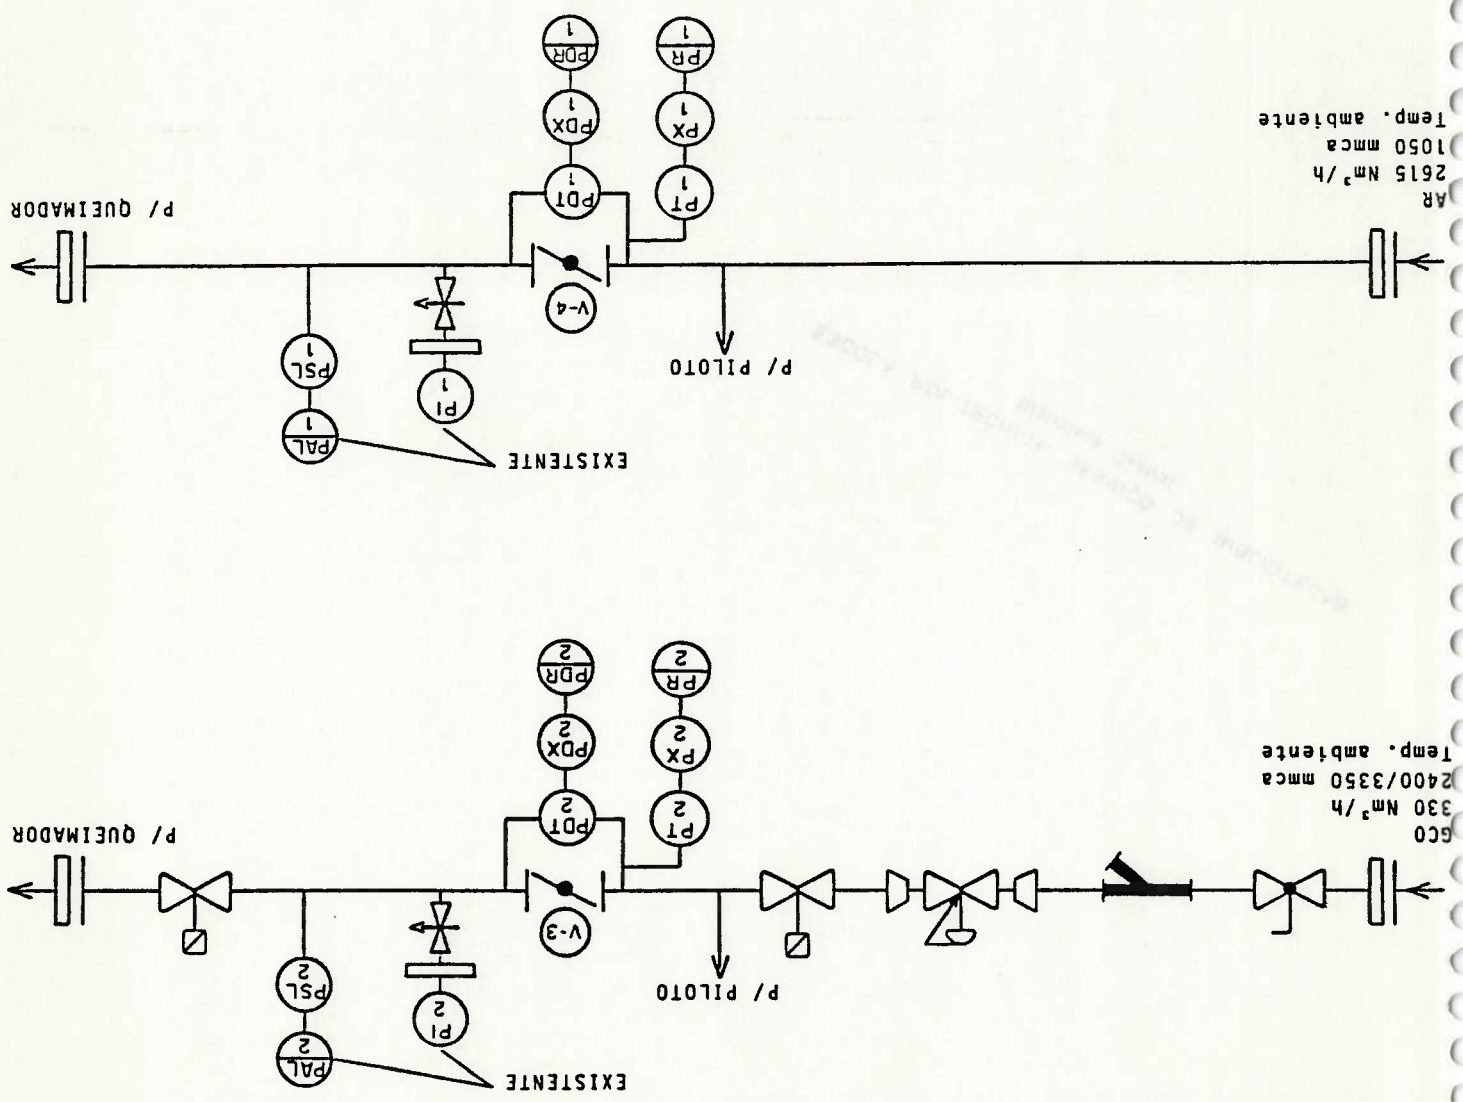 EXISTENTE
PAL
2
PI
2
PSL
2
P/ PILOTO
V-3
GCO
330 Nm³/h
2400/3350 mmca
Temp. ambiente
P/ QUEIMADOR
PT
2
PDT
2
PX
2
PDX
2
PR
2
PDR
2
EXISTENTE
PAL
1
PI
1
PSL
1
P/ PILOTO
V-4
AR
2615 Nm³/h
1050 mmca
Temp. ambiente
P/ QUEIMADOR
PT
1
PDT
1
PX
1
PDX
1
PR
1
PDR
1